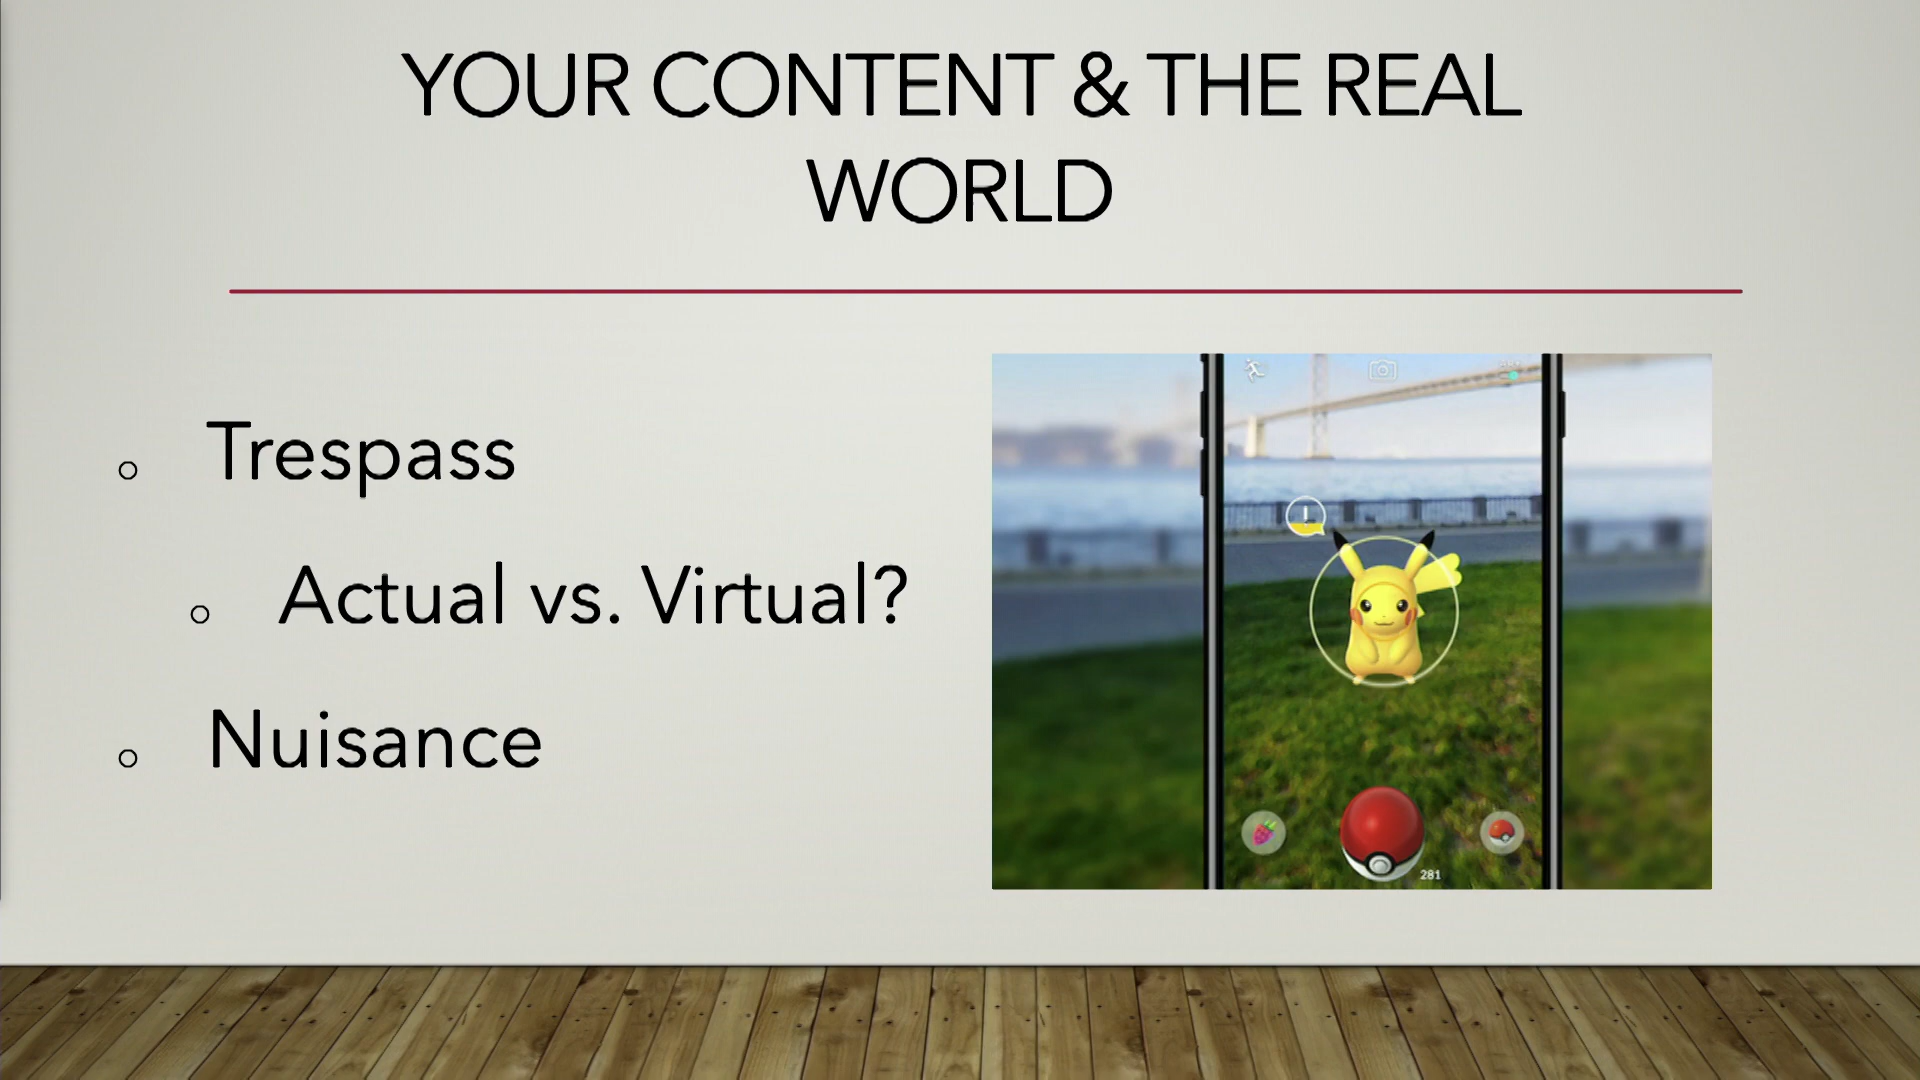 YOUR CONTENT & THE REAL
WORLD
Trespass
Actual vs. Virtual?
Nuisance
281